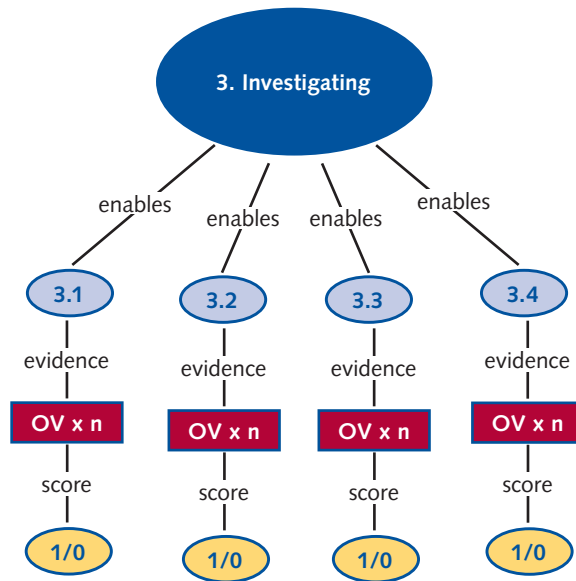 3. Investigating
enables enables enables enables
3.1 3.2 3.3 3.4
evidence evidence evidence evidence
OV x n OV x n OV x n OV x n
score score score score
1/0 1/0 1/0 1/0